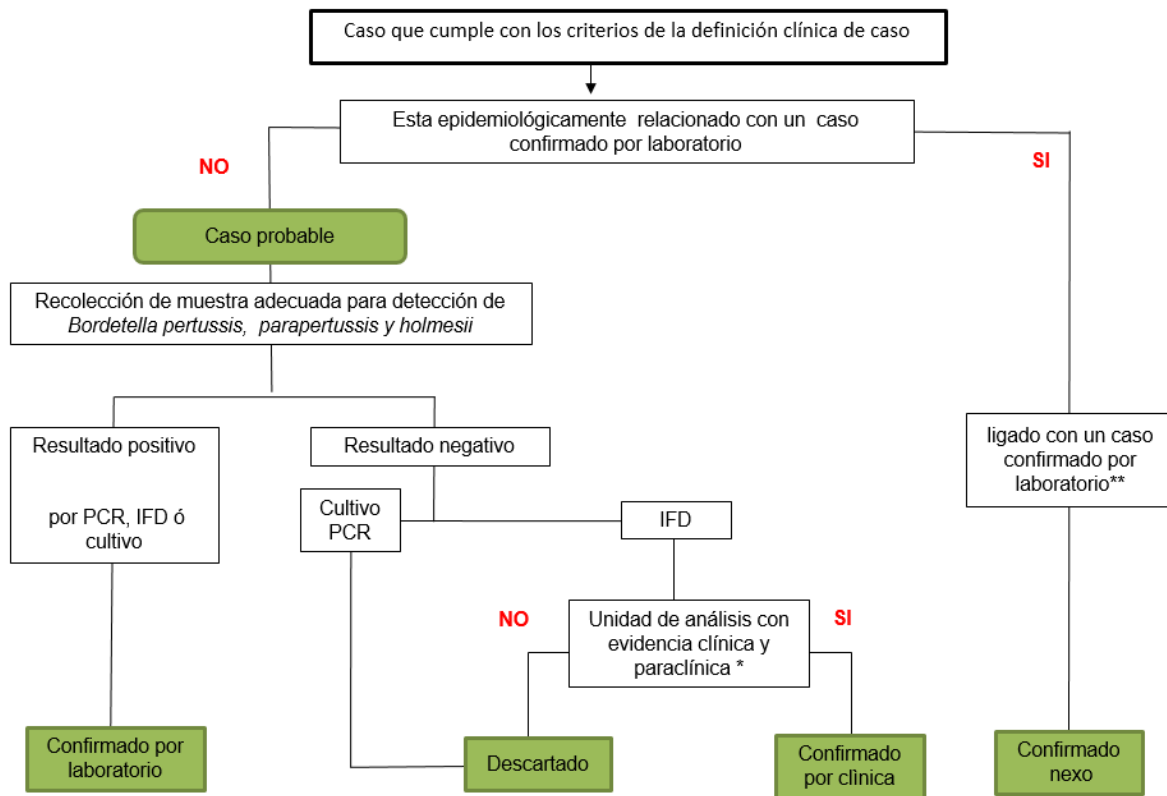 Caso que cumple con los criterios de la definición clínica de caso
Esta epidemiológicamente relacionado con un caso
confirmado por laboratorio
NO
SI
Caso probable
Recolección de muestra adecuada para detección de
Bordetella pertussis, parapertussis y holmesii
Resultado positivo
por PCR, IFD ó
cultivo
Resultado negativo
ligado con un caso
confirmado por
laboratorio**
Cultivo
PCR
IFD
NO
Unidad de análisis con
evidencia clínica y
paraclínica *
SI
Confirmado por
laboratorio
Descartado
Confirmado
por clìnica
Confirmado
nexo